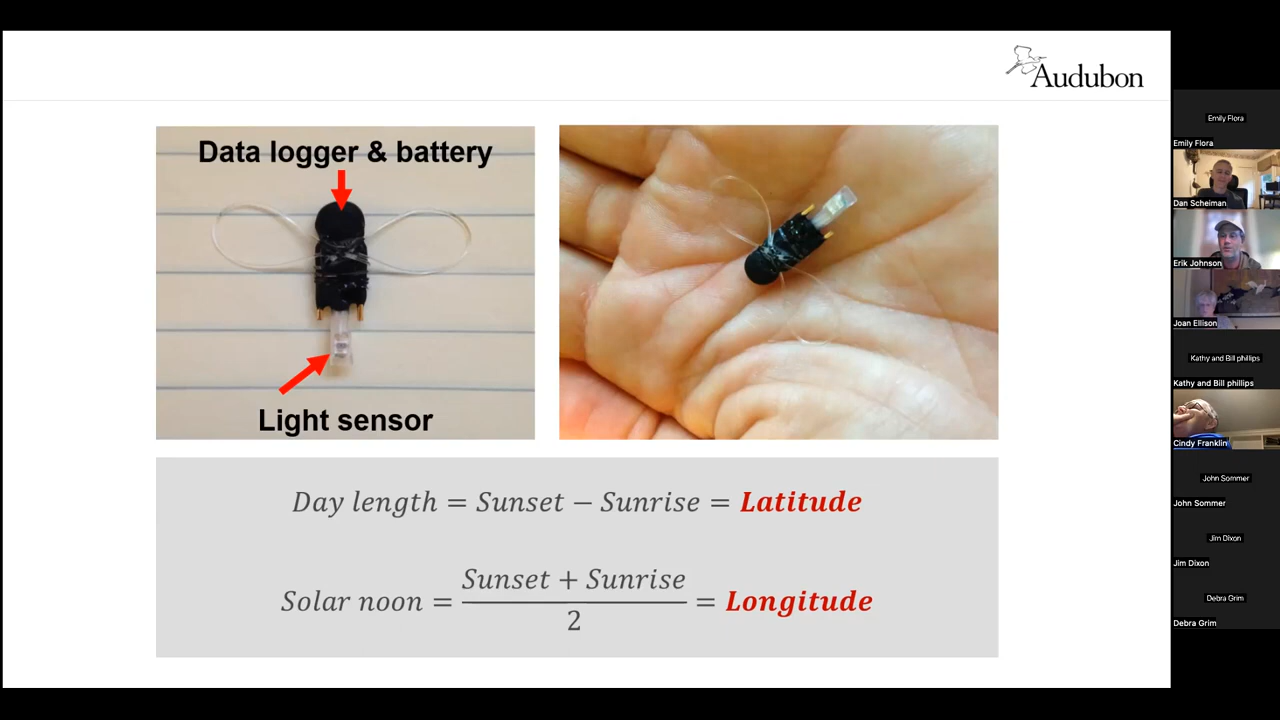 Audubon
Data logger & battery
Light sensor
Day length = Sunset − Sunrise = Latitude
Solar noon = \frac{Sunset + Sunrise}{2} = Longitude
Emily Flora
Emily Flora
Dan Scheiman
Erik Johnson
Joan Ellison
Kathy and Bill phillips
Kathy and Bill phillips
Cindy Franklin
John Sommer
John Sommer
Jim Dixon
Jim Dixon
Debra Grim
Debra Grim